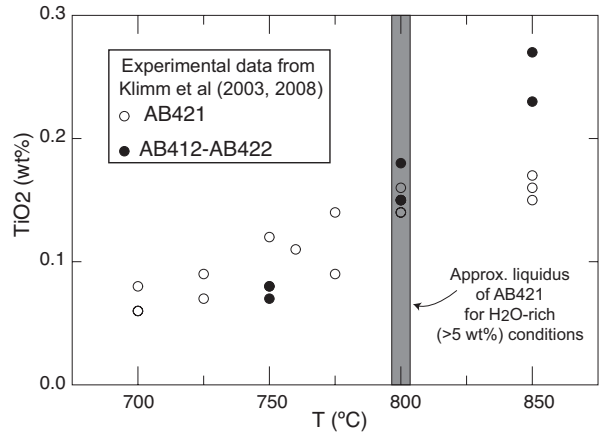 0.3
Experimental data from
Klimm et al (2003, 2008)
AB421
AB412-AB422
0.2
TiO2 (wt%)
0.1
Approx. liquidus
of AB421
for H2O-rich
(>5 wt%) conditions
0.0
700 750 800 850
T (ºC)